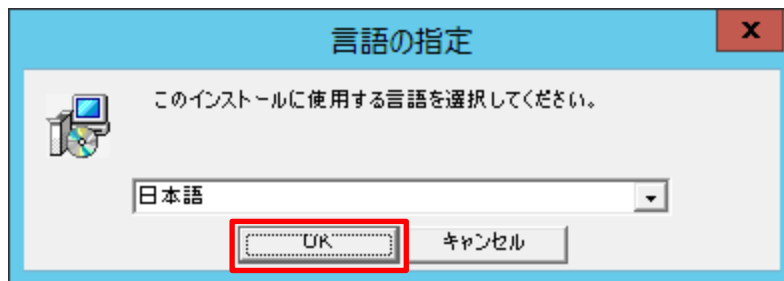 言語の指定
x
このインストールに使用する言語を選択してください。
日本語
OK
キャンセル